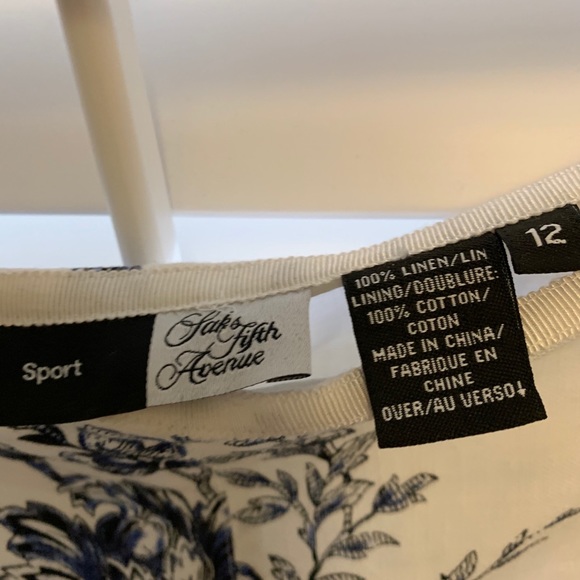 Sport
Saks
Fifth
Avenue
12
100% LINEN/LIN
LINING/DOUBLURE:
100% COTTON/
COTON
MADE IN CHINA/
FABRIQUE EN
CHINE
OVER/AU VERSO↓